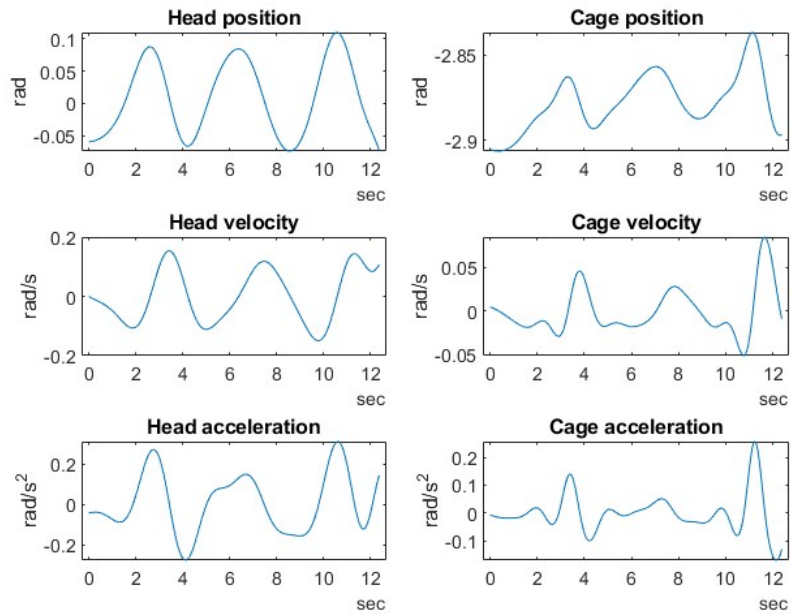 Head position
rad
0.1
0.05
0
-0.05
0 2 4 6 8 10 12
sec
Cage position
rad
-2.85
-2.9
0 2 4 6 8 10 12
sec
Head velocity
rad/s
0.2
0
-0.2
0 2 4 6 8 10 12
sec
Cage velocity
rad/s
0.05
0
-0.05
0 2 4 6 8 10 12
sec
Head acceleration
rad/s²
0.2
0
-0.2
0 2 4 6 8 10 12
sec
Cage acceleration
rad/s²
0.2
0.1
0
-0.1
0 2 4 6 8 10 12
sec